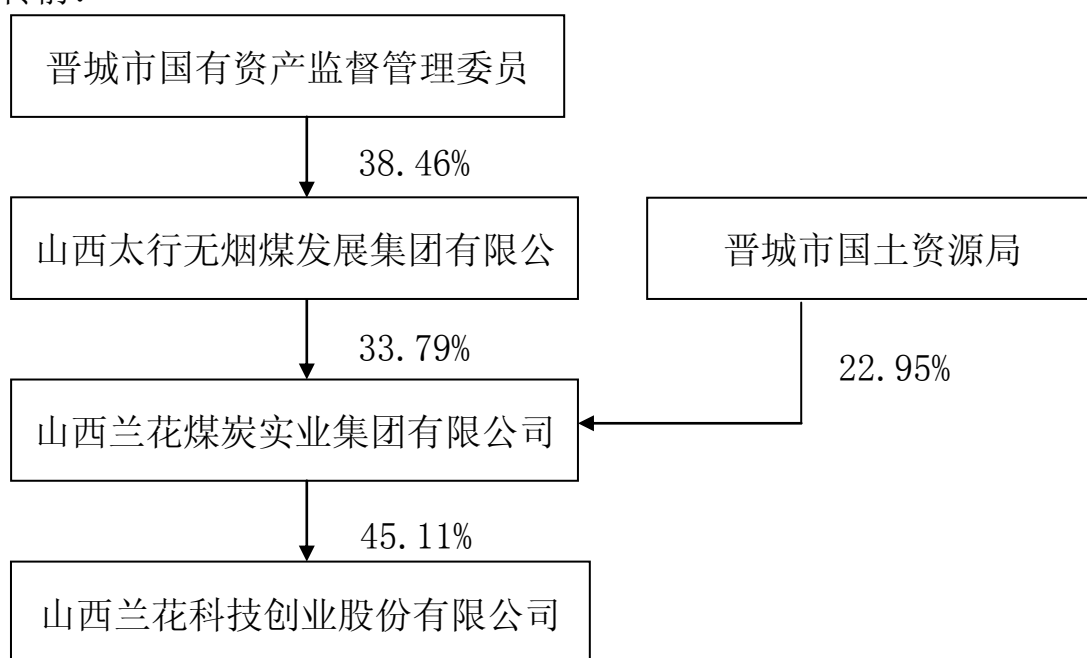 晋城市国有资产监督管理委员
38.46%
山西太行无烟煤发展集团有限公
晋城市国土资源局
33.79%
22.95%
山西兰花煤炭实业集团有限公司
45.11%
山西兰花科技创业股份有限公司